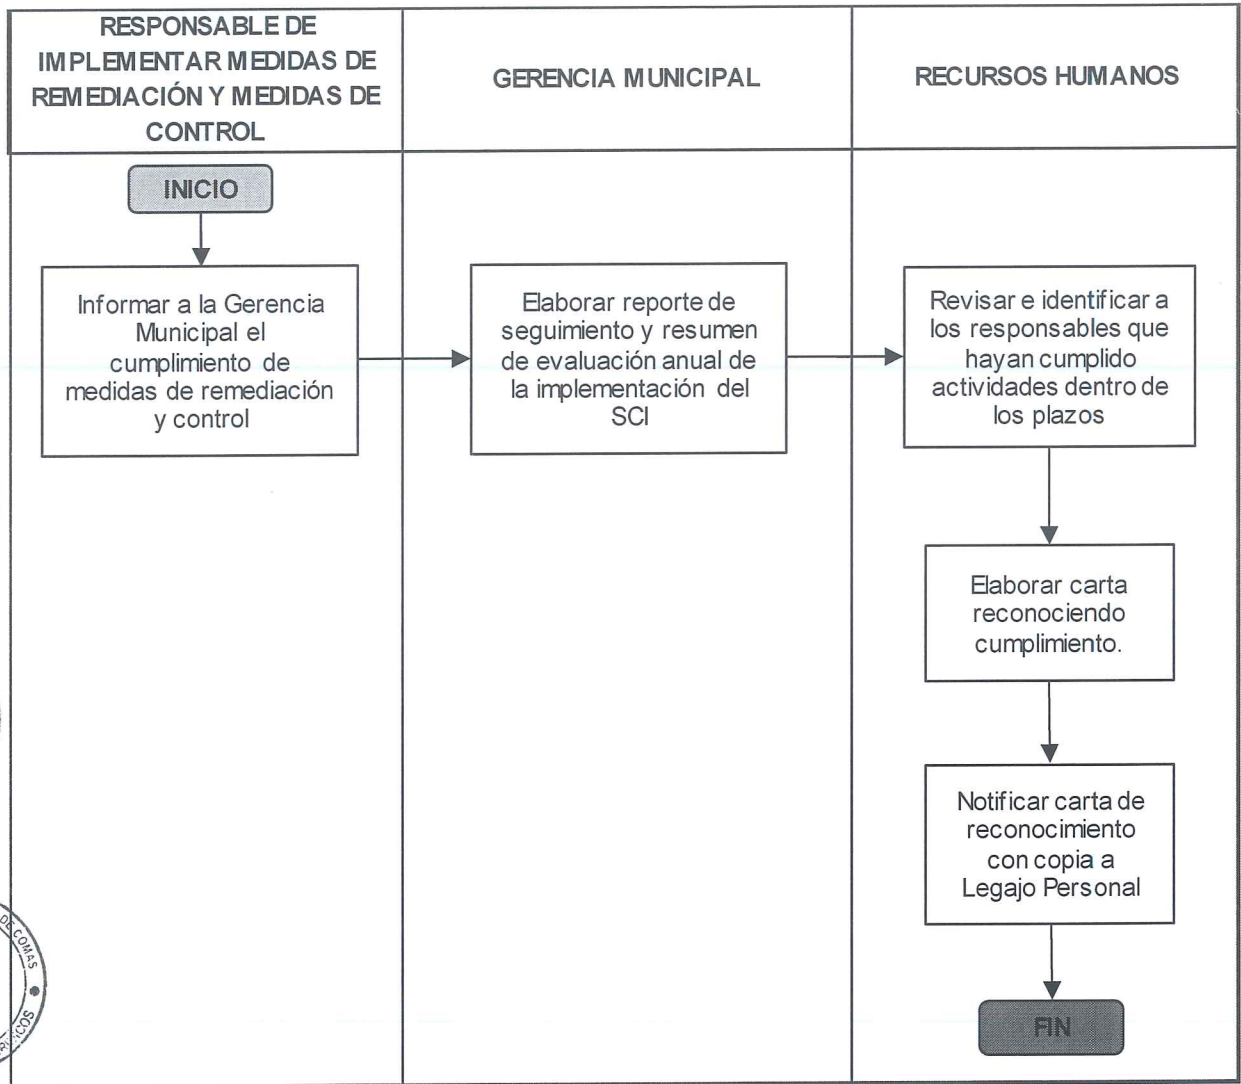 RESPONSABLE DE
IMPLEMENTAR MEDIDAS DE
REMEDIACIÓN Y MEDIDAS DE
CONTROL
GERENCIA MUNICIPAL
RECURSOS HUMANOS
INICIO
Informar a la Gerencia
Municipal el
cumplimiento de
medidas de remediación
y control
Elaborar reporte de
seguimiento y resumen
de evaluación anual de
la implementación del
SCI
Revisar e identificar a
los responsables que
hayan cumplido
actividades dentro de
los plazos
Elaborar carta
reconociendo
cumplimiento.
Notificar carta de
reconocimiento
con copia a
Legajo Personal
FIN
DE COMAS